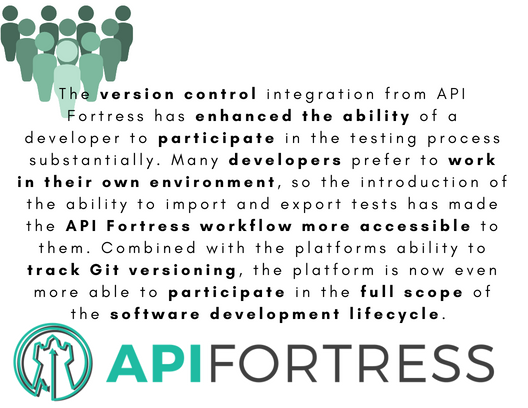 The version control integration from API
Fortress has enhanced the ability of a
developer to participate in the testing process
substantially. Many developers prefer to work
in their own environment, so the introduction of
the ability to import and export tests has made
the API Fortress workflow more accessible to
them. Combined with the platforms ability to
track Git versioning, the platform is now even
more able to participate in the full scope of
the software development lifecycle.
APIFORTRESS